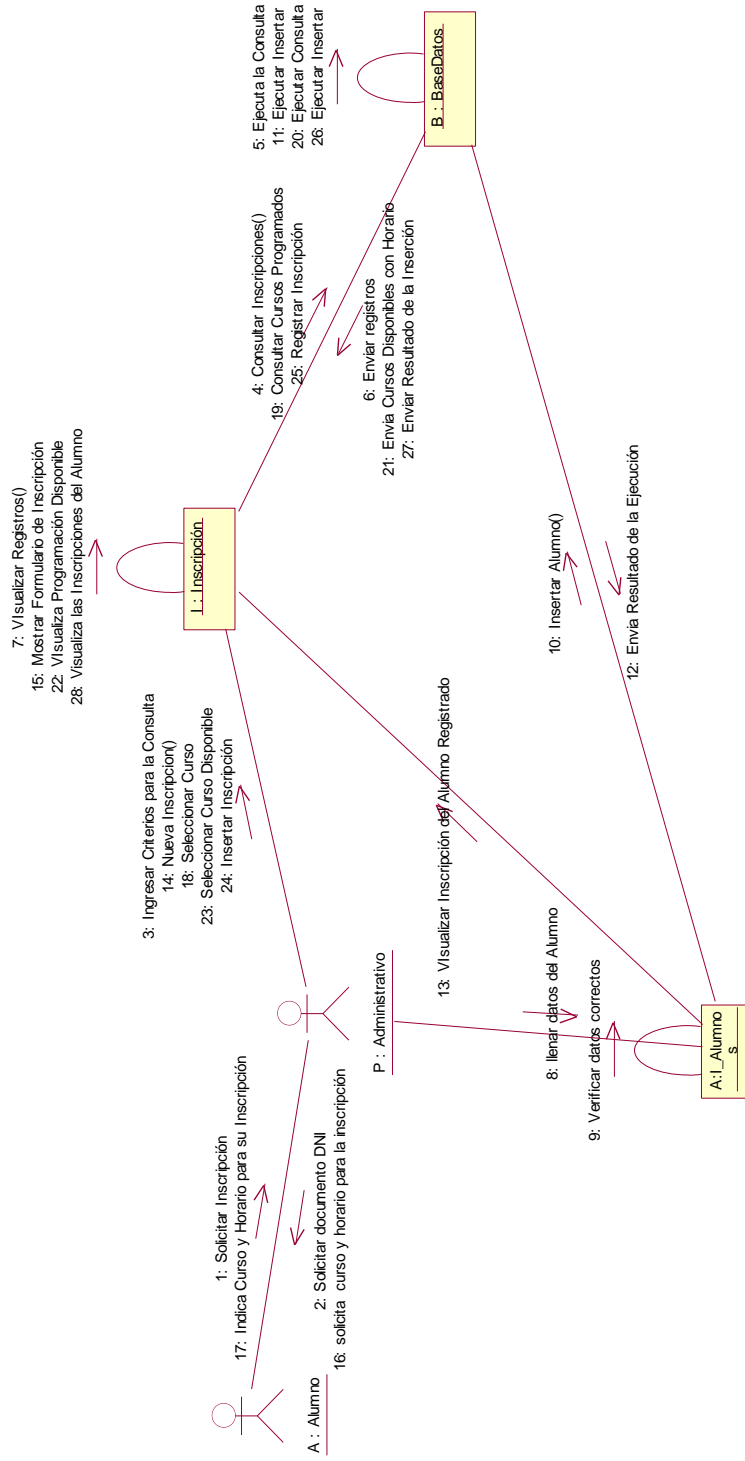 7: VIsualizar Registros()
15: Mostrar Formulario de Inscripción
22: VIsualiza Programación Disponible
28: Visualiza las Inscripciones del Alumno
I : Inscripción
5: Ejecuta la Consulta
11: Ejecutar Insertar
20: Ejecutar Consulta
26: Ejecutar Insertar
B : BaseDatos
4: Consultar Inscripciones()
19: Consultar Cursos Programados
25: Registrar Inscripción
6: Enviar registros
21: Envia Cursos Disponibles con Horario
27: Enviar Resultado de la Inserción
3: Ingresar Criterios para la Consulta
14: Nueva Inscripcion()
18: Seleccionar Curso
23: Seleccionar Curso Disponible
24: Insertar Inscripción
1: Solicitar Inscripción
17: Indica Curso y Horario para su Inscripción
2: Solicitar documento DNI
16: solicita curso y horario para la inscripción
A : Alumno
P : Administrativo
13: VIsualizar Inscripción del Alumno Registrado
10: Insertar Alumno()
12: Envia Resultado de la Ejecución
8: llenar datos del Alumno
9: Verificar datos correctos
A:I_Alumno
s